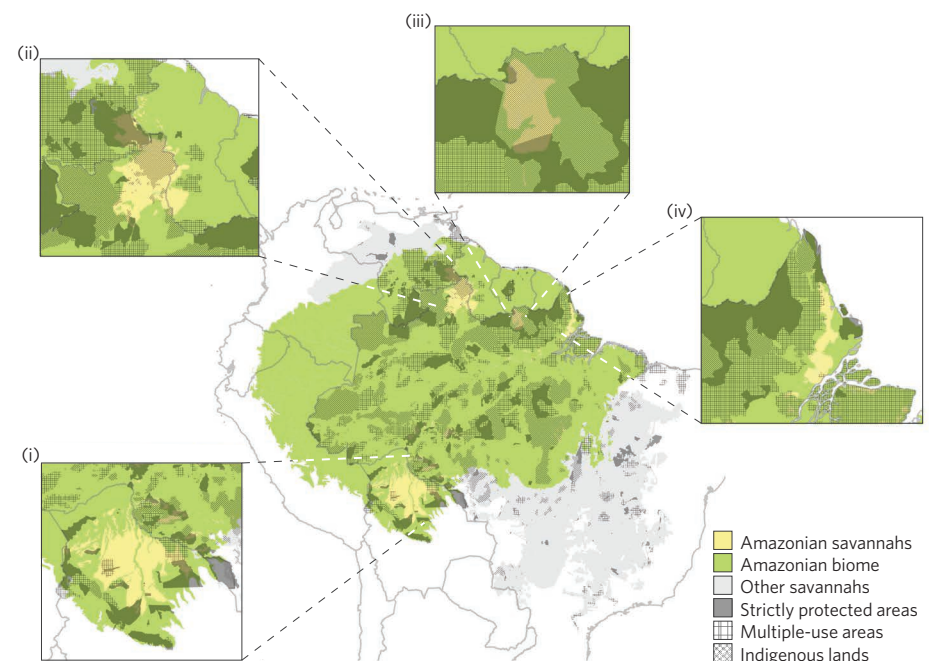 (iii)
(ii)
(iv)
(i)
Amazonian savannahs
Amazonian biome
Other savannahs
Strictly protected areas
Multiple-use areas
Indigenous lands